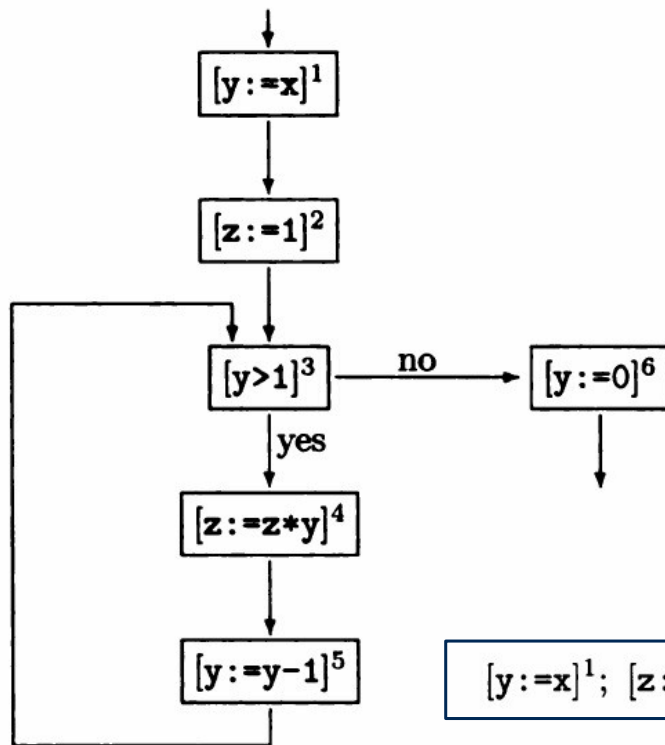 [y:=x]¹
[z:=1]²
[y>1]³
no
[y:=0]⁶
yes
[z:=z*y]⁴
[y:=y-1]⁵
[y:=x]¹; [z: